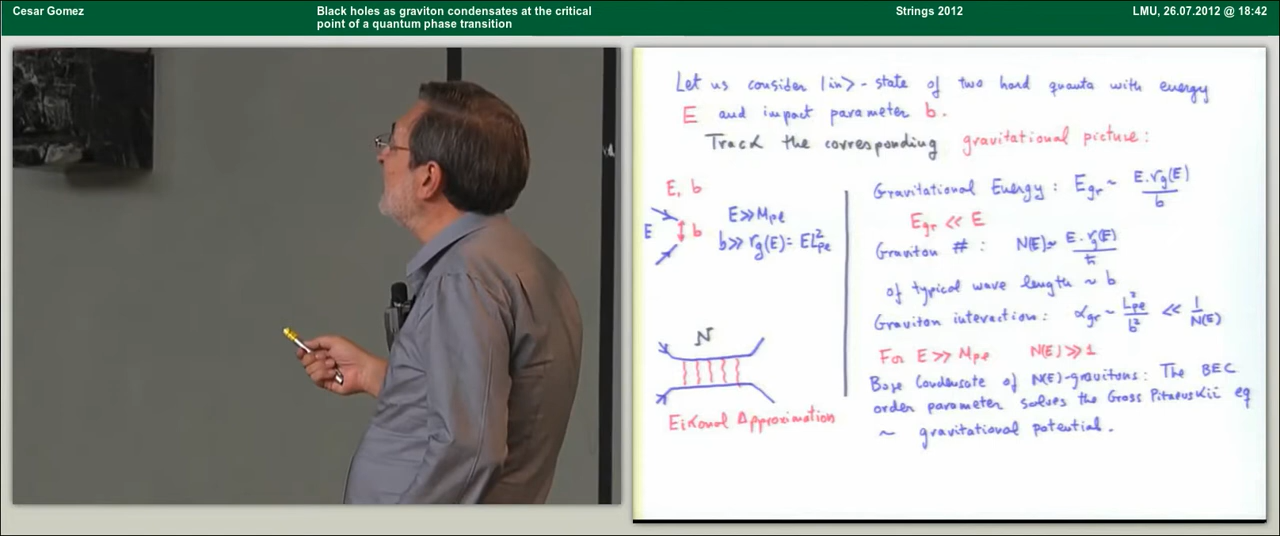 Cesar Gomez
Black holes as graviton condensates at the critical
point of a quantum phase transition
Strings 2012
LMU, 26.07.2012 @ 18:42
Let us consider |in>-state of two hard quanta with energy
E and impact parameter b.
Track the corresponding gravitational picture:
E, b
E
b
E≫Mpe
b≫rg(E)=EL²pe
N
Eikonal Approximation
Gravitational Energy: Egr ~ E.rg(E)/b
Egr ≪ E
Graviton #: N(E)~ E.rg(E)/ħ
of typical wave length ~ b
Graviton interaction: αgr ~ L²pe/b² ≪ 1/N(E)
For E ≫ Mpe N(E)≫1
Bose Condensate of N(E)-gravitons: The BEC
order parameter solves the Gross Pitaevskii eq
~ gravitational potential.